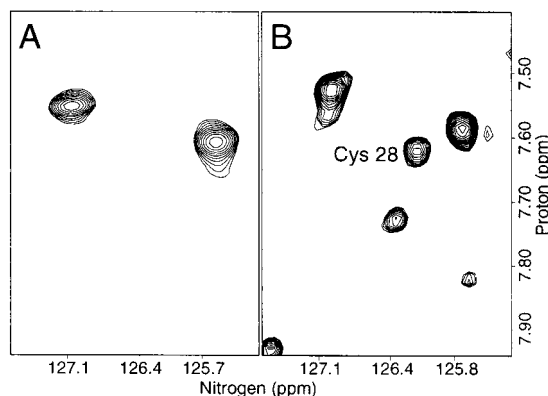 A
B
Cys 28
7.50
7.60
7.70
7.80
7.90
Proton (ppm)
127.1
126.4
125.7
127.1
126.4
125.8
Nitrogen (ppm)